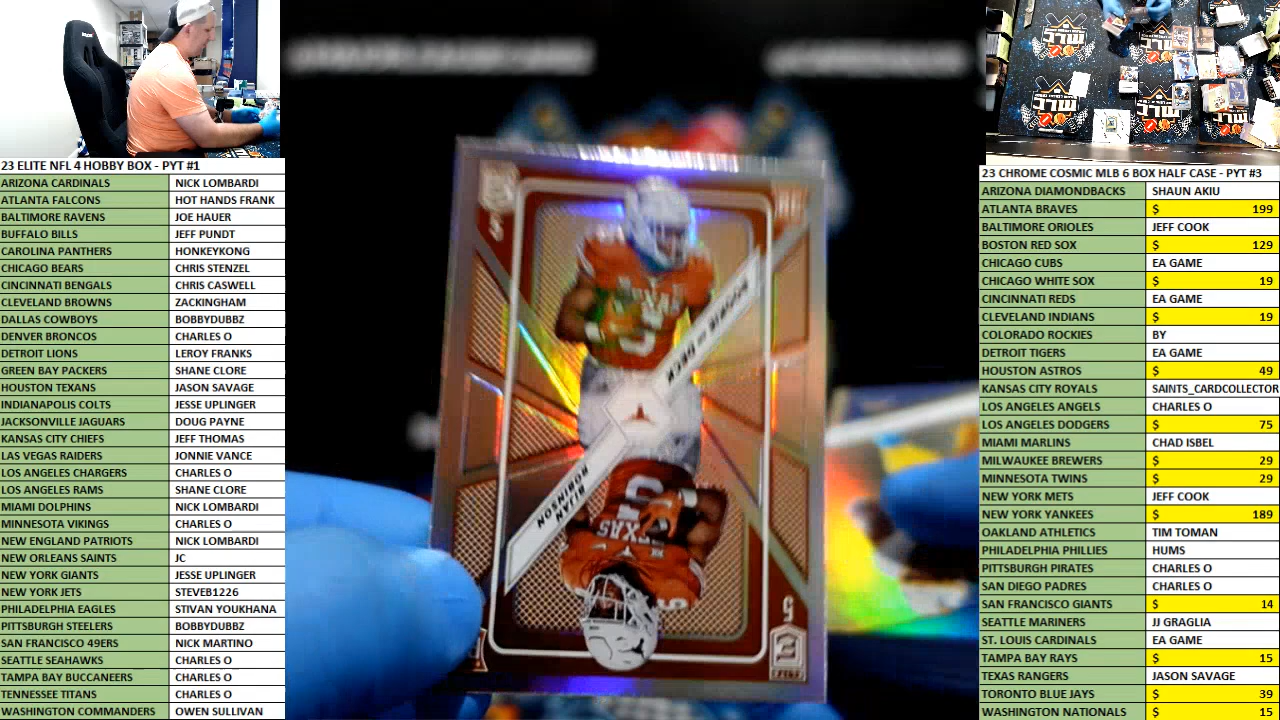 23 ELITE NFL 4 HOBBY BOX - PYT #1
ARIZONA CARDINALS NICK LOMBARDI
ATLANTA FALCONS HOT HANDS FRANK
BALTIMORE RAVENS JOE HAUER
BUFFALO BILLS JEFF PUNDT
CAROLINA PANTHERS HONKEYKONG
CHICAGO BEARS CHRIS STENZEL
CINCINNATI BENGALS CHRIS CASWELL
CLEVELAND BROWNS ZACKINGHAM
DALLAS COWBOYS BOBBYDUBBZ
DENVER BRONCOS CHARLES O
DETROIT LIONS LEROY FRANKS
GREEN BAY PACKERS SHANE CLORE
HOUSTON TEXANS JASON SAVAGE
INDIANAPOLIS COLTS JESSE UPLINGER
JACKSONVILLE JAGUARS DOUG PAYNE
KANSAS CITY CHIEFS JEFF THOMAS
LAS VEGAS RAIDERS JONNIE VANCE
LOS ANGELES CHARGERS CHARLES O
LOS ANGELES RAMS SHANE CLORE
MIAMI DOLPHINS NICK LOMBARDI
MINNESOTA VIKINGS CHARLES O
NEW ENGLAND PATRIOTS NICK LOMBARDI
NEW ORLEANS SAINTS JC
NEW YORK GIANTS JESSE UPLINGER
NEW YORK JETS STEVEB1226
PHILADELPHIA EAGLES STIVAN YOUKHANA
PITTSBURGH STEELERS BOBBYDUBBZ
SAN FRANCISCO 49ERS NICK MARTINO
SEATTLE SEAHAWKS CHARLES O
TAMPA BAY BUCCANEERS CHARLES O
TENNESSEE TITANS CHARLES O
WASHINGTON COMMANDERS OWEN SULLIVAN
5
TEXAS
5
BIJAN
ROBINSON
TEXAS
5
5
23 CHROME COSMIC MLB 6 BOX HALF CASE - PYT #3
ARIZONA DIAMONDBACKS SHAUN AKIU
ATLANTA BRAVES $ 199
BALTIMORE ORIOLES JEFF COOK
BOSTON RED SOX $ 129
CHICAGO CUBS EA GAME
CHICAGO WHITE SOX $ 19
CINCINNATI REDS EA GAME
CLEVELAND INDIANS $ 19
COLORADO ROCKIES BY
DETROIT TIGERS EA GAME
HOUSTON ASTROS $ 49
KANSAS CITY ROYALS SAINTS_CARDCOLLECTOR
LOS ANGELES ANGELS CHARLES O
LOS ANGELES DODGERS $ 75
MIAMI MARLINS CHAD ISBEL
MILWAUKEE BREWERS $ 29
MINNESOTA TWINS $ 29
NEW YORK METS JEFF COOK
NEW YORK YANKEES $ 189
OAKLAND ATHLETICS TIM TOMAN
PHILADELPHIA PHILLIES HUMS
PITTSBURGH PIRATES CHARLES O
SAN DIEGO PADRES CHARLES O
SAN FRANCISCO GIANTS $ 14
SEATTLE MARINERS JJ GRAGLIA
ST. LOUIS CARDINALS EA GAME
TAMPA BAY RAYS $ 15
TEXAS RANGERS JASON SAVAGE
TORONTO BLUE JAYS $ 39
WASHINGTON NATIONALS $ 15